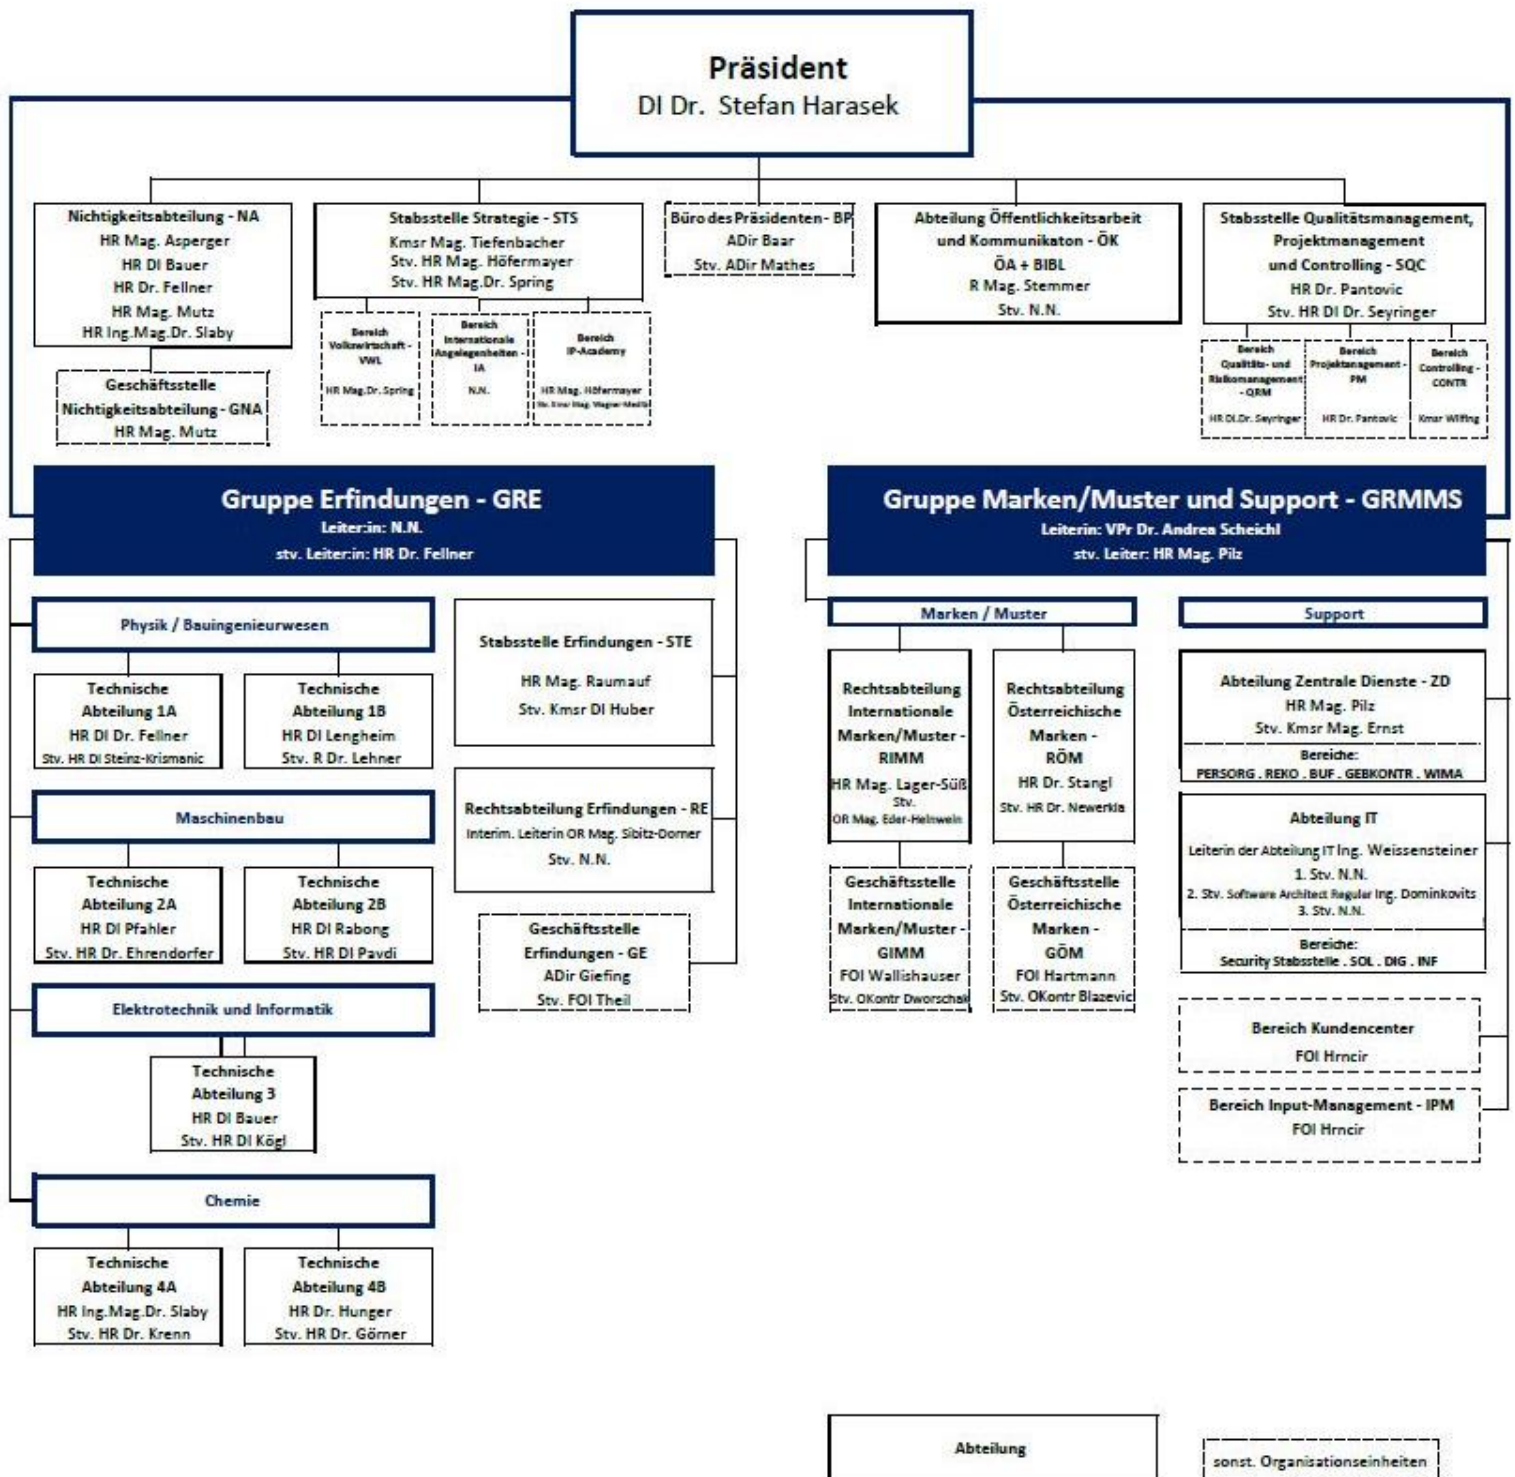 Präsident
DI Dr. Stefan Harasek
Nichtigkeitsabteilung - NA
HR Mag. Asperger
HR DI Bauer
HR Dr. Fellner
HR Mag. Mutz
HR Ing.Mag.Dr. Slaby
Geschäftsstelle
Nichtigkeitsabteilung - GNA
HR Mag. Mutz
Stabsstelle Strategie - STS
Kmsr Mag. Tiefenbacher
Stv. HR Mag. Höfermayer
Stv. HR Mag.Dr. Spring
Bereich
Volkswirtschaft -
VWL
HR Mag.Dr. Spring
Bereich
Internationale
Angelegenheiten -
IA
N.N.
Bereich
IP-Academy
HR Mag. Höfermayer
Stv. Kmsr Mag.
Büro des Präsidenten - BP
ADir Baar
Stv. ADir Mathes
Abteilung Öffentlichkeitsarbeit
und Kommunikaton - ÖK
ÖA + BIBL
R Mag. Stemmer
Stv. N.N.
Stabsstelle Qualitätsmanagement,
Projektmanagement
und Controlling - SQC
HR Dr. Pantovic
Stv. HR DI Dr. Seyringer
Bereich
Qualitäts- und
Risikomanagement
- QRM
HR DI.Dr. Seyringer
Bereich
Projektanagement -
PM
HR Dr. Pantovic
Bereich
Controlling -
CONTR
Kmsr Wilfing
Gruppe Erfindungen - GRE
Leiter:in: N.N.
stv. Leiter:in: HR Dr. Fellner
Physik / Bauingenieurwesen
Technische
Abteilung 1A
HR DI Dr. Fellner
Stv. HR DI Steinz-Krismanic
Technische
Abteilung 1B
HR DI Lengheim
Stv. R Dr. Lehner
Maschinenbau
Technische
Abteilung 2A
HR DI Pfahler
Stv. HR Dr. Ehrendorfer
Technische
Abteilung 2B
HR DI Rabong
Stv. HR DI Pavdi
Elektrotechnik und Informatik
Technische
Abteilung 3
HR DI Bauer
Stv. HR DI Kögl
Chemie
Technische
Abteilung 4A
HR Ing.Mag.Dr. Slaby
Stv. HR Dr. Krenn
Technische
Abteilung 4B
HR Dr. Hunger
Stv. HR Dr. Görner
Stabsstelle Erfindungen - STE
HR Mag. Raumauf
Stv. Kmsr DI Huber
Rechtsabteilung Erfindungen - RE
Interim. Leiterin OR Mag. Sibitz-Dorner
Stv. N.N.
Geschäftsstelle
Erfindungen - GE
ADir Giefing
Stv. FOI Theil
Gruppe Marken/Muster und Support - GRMMS
Leiterin: VPr Dr. Andrea Scheichl
stv. Leiter: HR Mag. Pilz
Marken / Muster
Rechtsabteilung
Internationale
Marken/Muster -
RIMM
HR Mag. Lager-Süß
Stv.
OR Mag. Eder-Helnwein
Rechtsabteilung
Österreichische
Marken -
RÖM
HR Dr. Stangl
Stv. HR Dr. Newerkla
Geschäftsstelle
Internationale
Marken/Muster -
GIMM
FOI Wallishauser
Stv. OKontr Dworschak
Geschäftsstelle
Österreichische
Marken -
GÖM
FOI Hartmann
Stv. OKontr Blazevic
Support
Abteilung Zentrale Dienste - ZD
HR Mag. Pilz
Stv. Kmsr Mag. Ernst
Bereiche:
PERSORG . REKO . BUF . GEBKONTR . WIMA
Abteilung IT
Leiterin der Abteilung IT Ing. Weissensteiner
1. Stv. N.N.
2. Stv. Software Architect Reguler Ing. Dominkovits
3. Stv. N.N.
Bereiche:
Security Stabsstelle . SOL . DIG . INF
Bereich Kundencenter
FOI Hrncir
Bereich Input-Management - IPM
FOI Hrncir
Abteilung
sonst. Organisationseinheiten